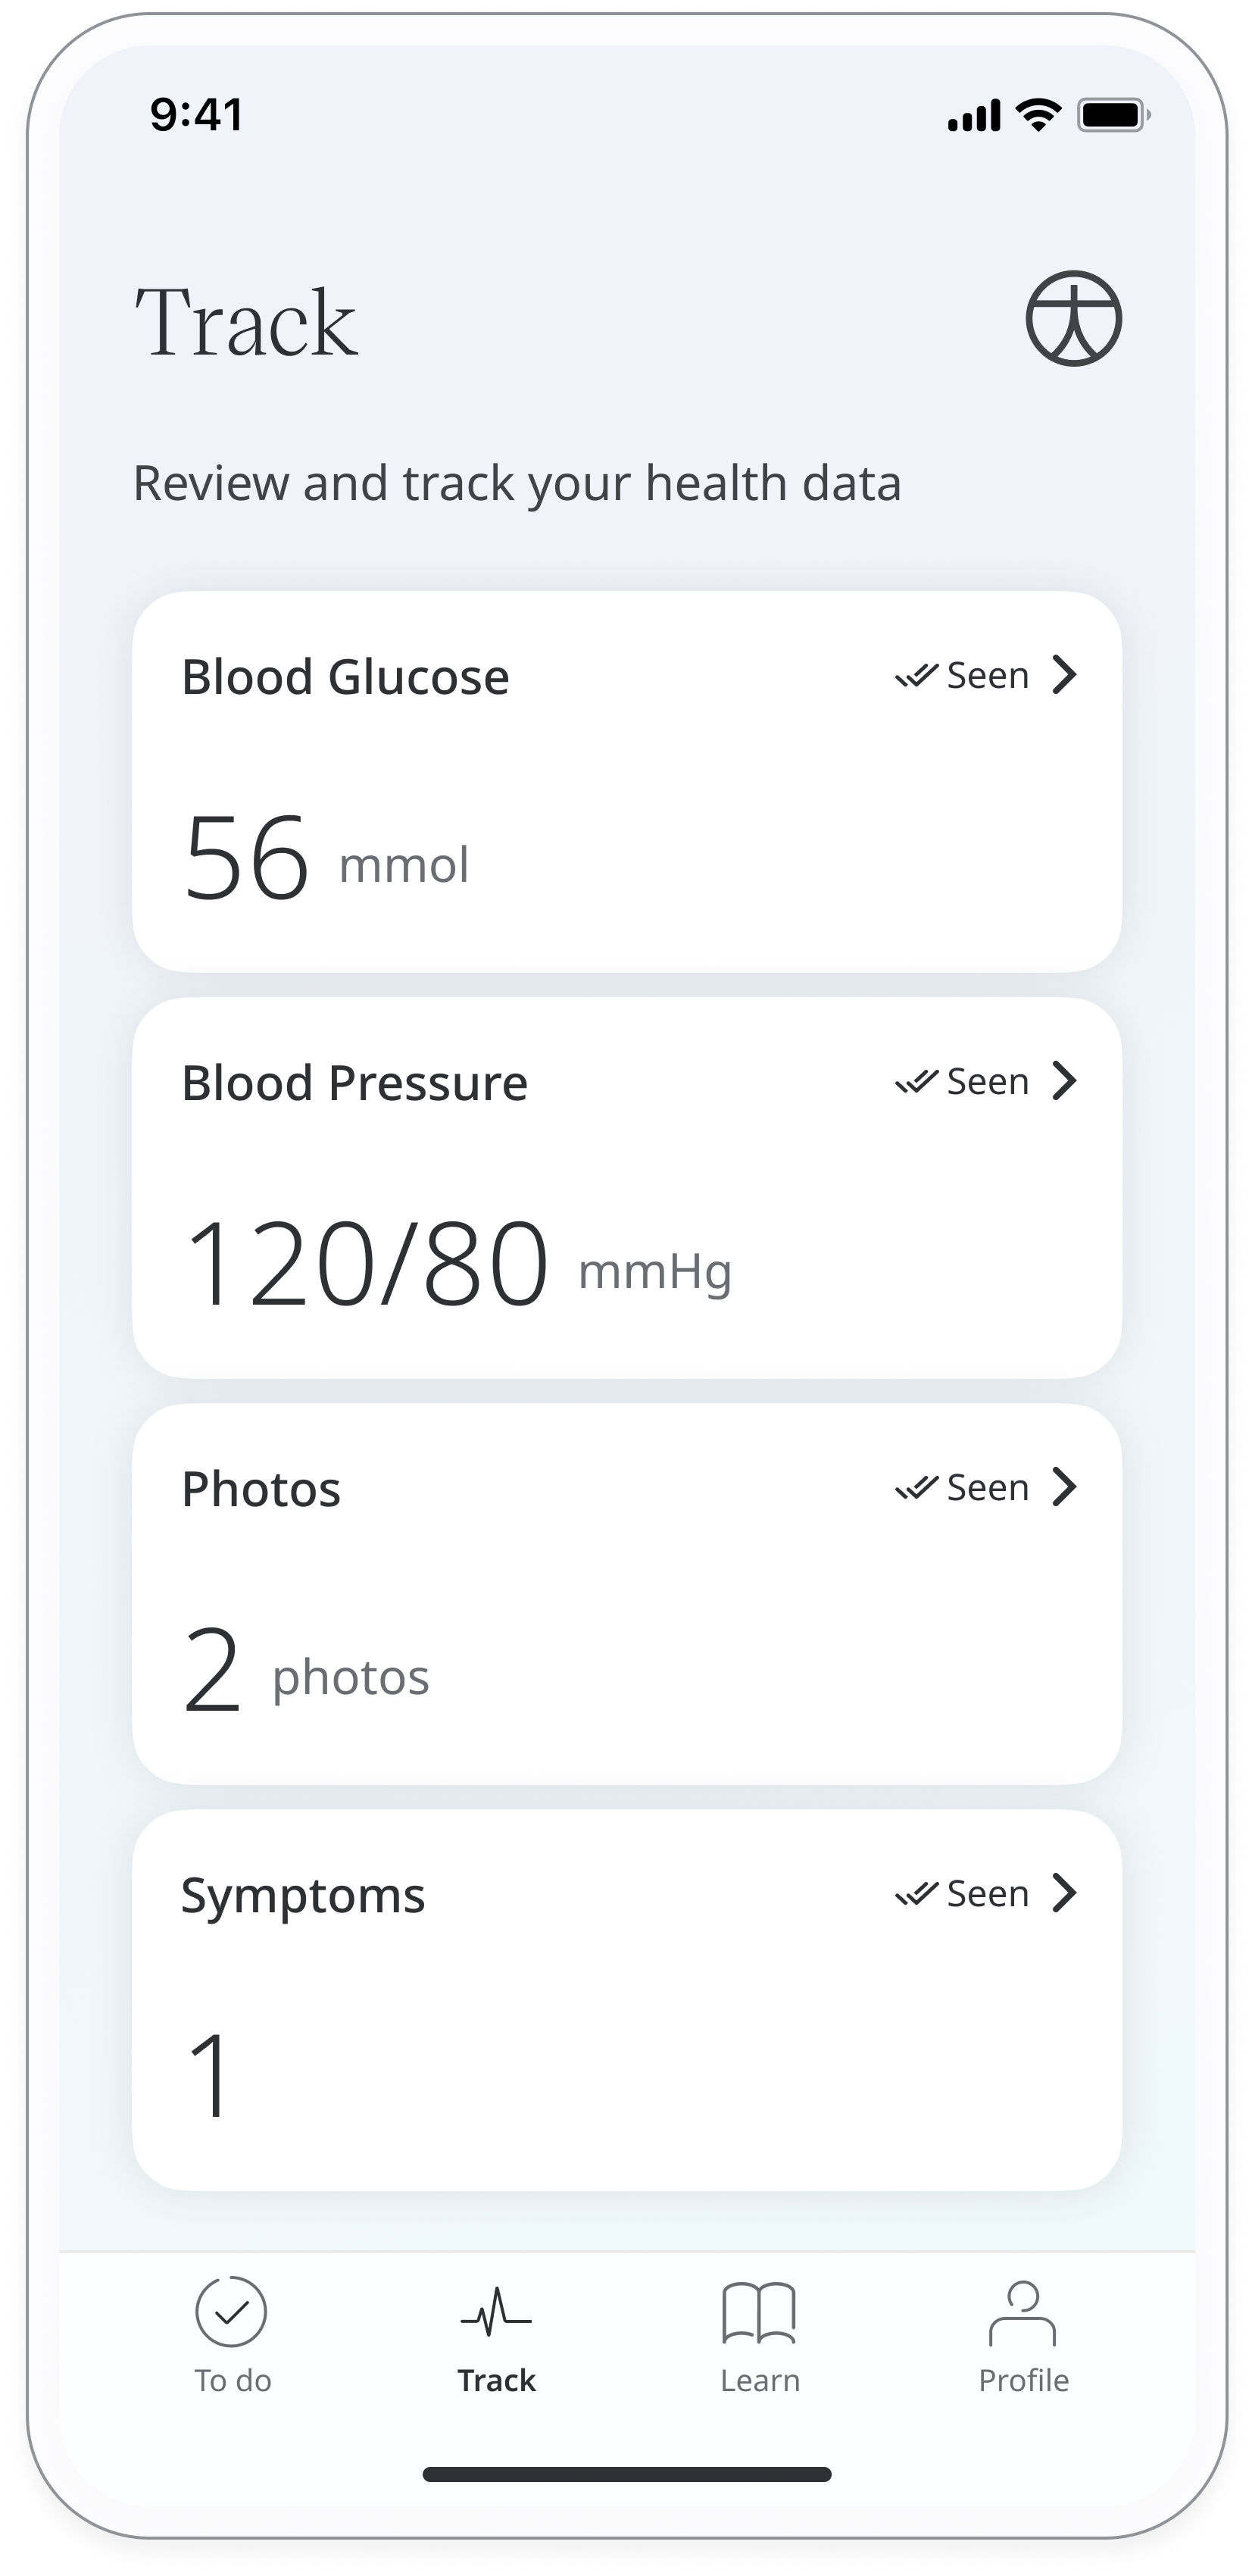 9:41
Track
Review and track your health data
Blood Glucose Seen
56 mmol
Blood Pressure Seen
120/80 mmHg
Photos Seen
2 photos
Symptoms Seen
1
To do Track Learn Profile